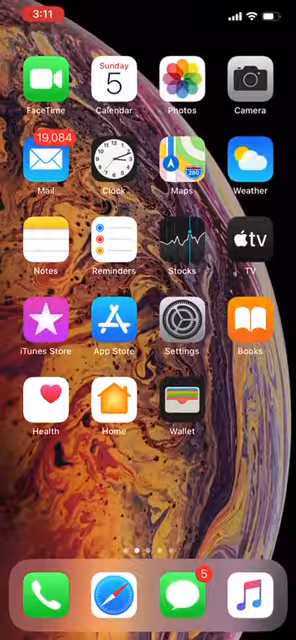 3:11
FaceTime
Sunday
5
Calendar
Photos
Camera
19,084
Mail
Clock
Maps
280
Weather
Notes
Reminders
Stocks
tv
TV
iTunes Store
App Store
Settings
Books
Health
Home
Wallet
5